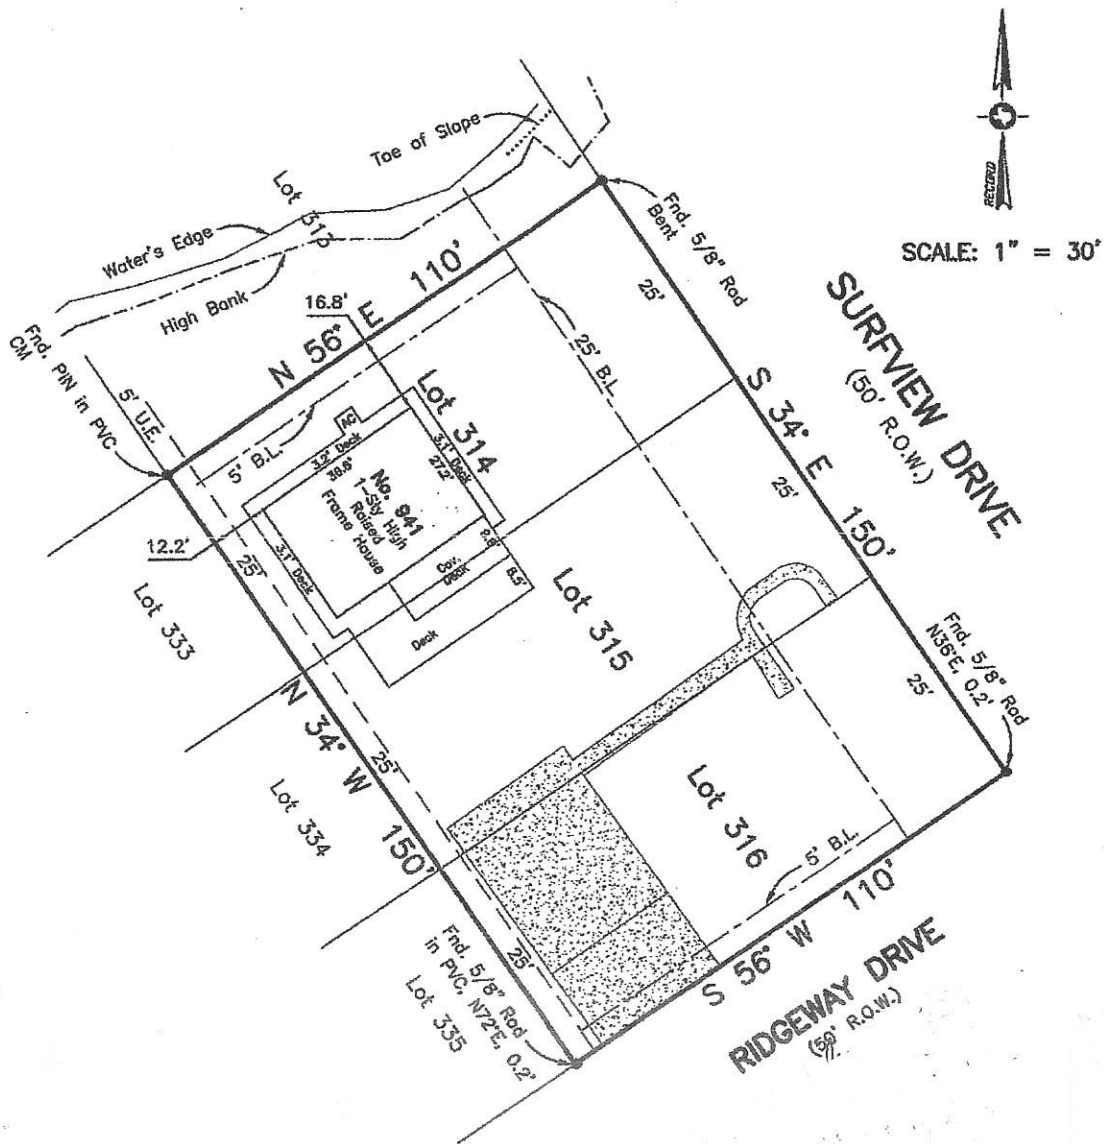 RECORD
SCALE: 1" = 30'
Toe of Slope
Lot 313
Water's Edge
High Bank
Fnd. 5/8" Rod
Bent
N 56° E 110'
16.8'
Fnd. PIN in PVC
CM
5' U.E.
5' B.L.
25' B.L.
25'
SURFVIEW DRIVE
(50' R.O.W.)
S 34° E 150'
Lot 314
AC
3.2' Deck
3.1' Deck
27.2'
No. 941
1-Sty High
Raised
Frame House
12.2'
3.1' Deck
25'
25'
Cov.
Deck
8.5'
Deck
Lot 333
Lot 315
N 34° W 150'
25'
25'
Fnd. 5/8" Rod
N36°E, 0.2'
Lot 334
Lot 316
5' B.L.
25'
Fnd. 5/8" Rod
in PVC, N72°E, 0.2'
Lot 335
S 56° W 110'
RIDGEWAY DRIVE
(50' R.O.W.)